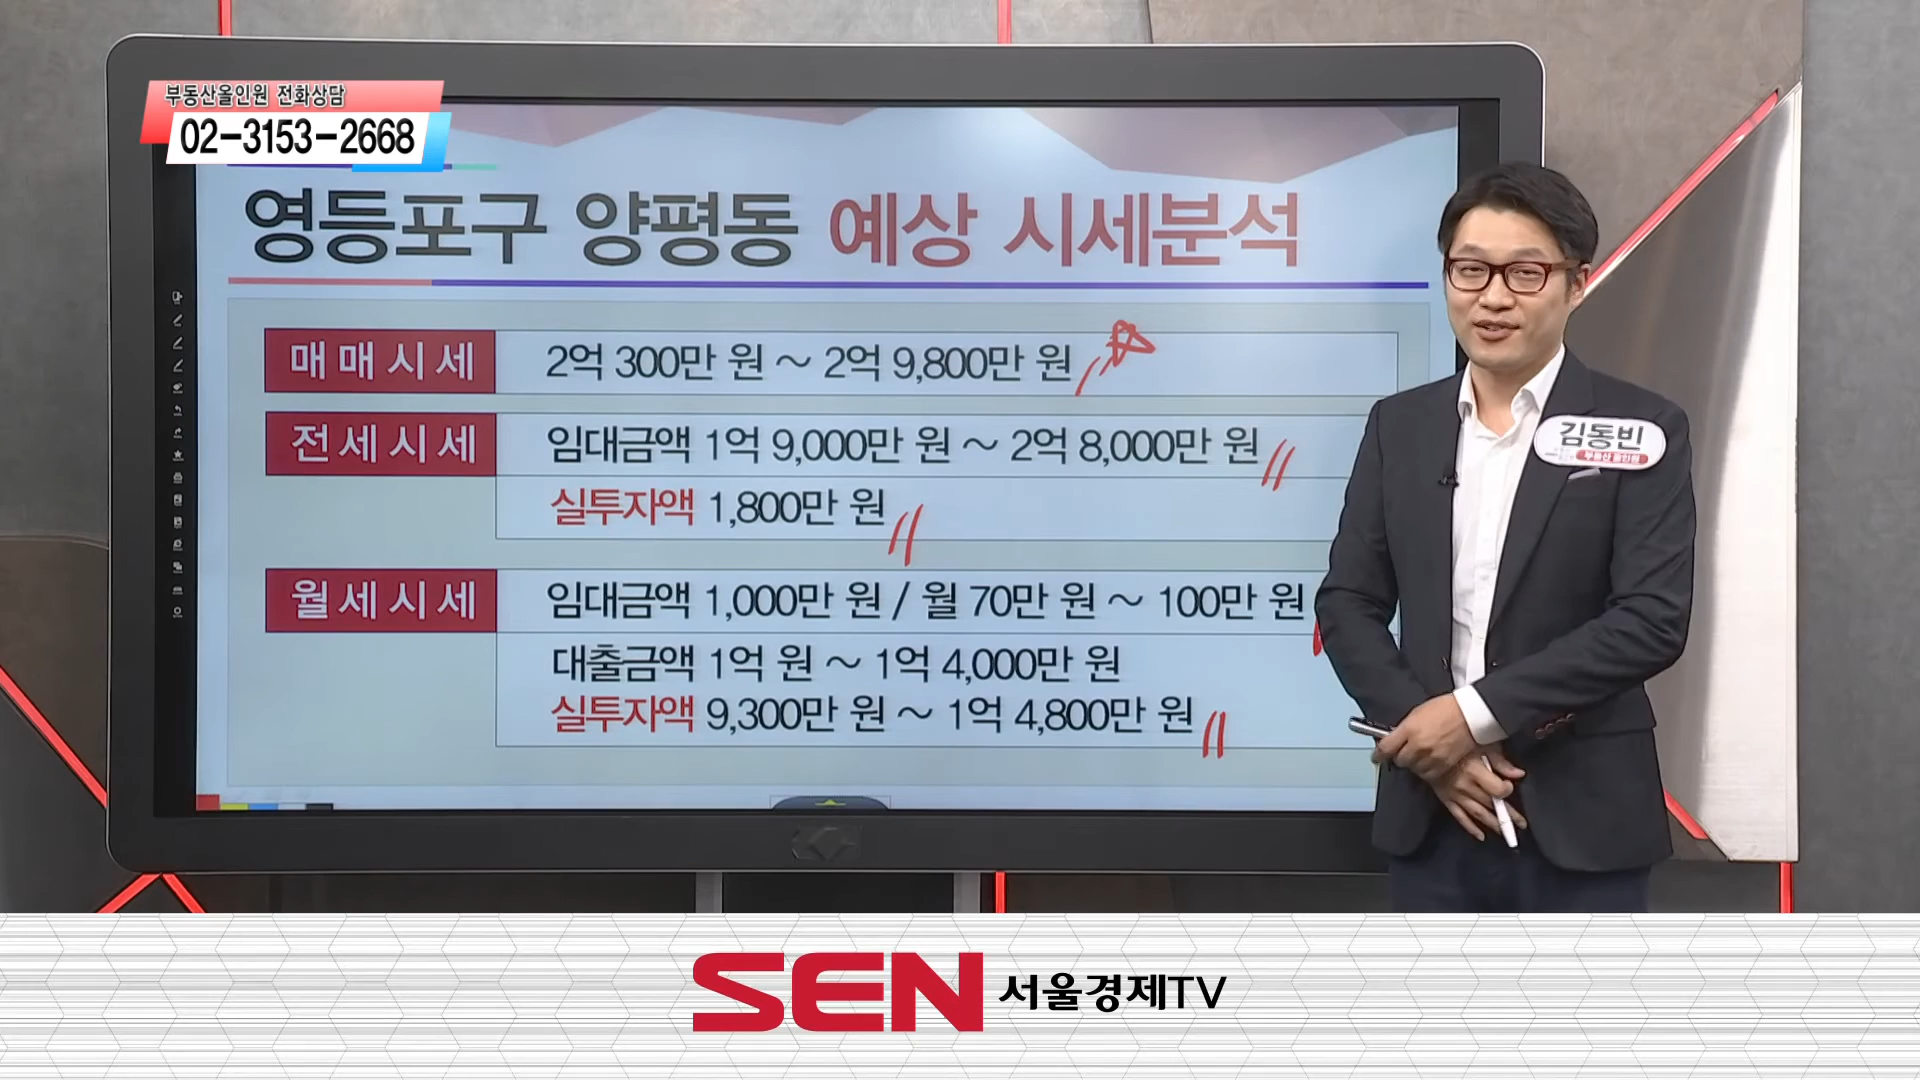 부동산올인원 전화상담
02-3153-2668
영등포구 양평동 예상 시세분석
매매시세 2억 300만 원 ~ 2억 9,800만 원
전세시세 임대금액 1억 9,000만 원 ~ 2억 8,000만 원
실투자액 1,800만 원
월세시세 임대금액 1,000만 원 / 월 70만 원 ~ 100만 원
대출금액 1억 원 ~ 1억 4,000만 원
실투자액 9,300만 원 ~ 1억 4,800만 원
김동빈
부동산 올인원
SEN 서울경제TV